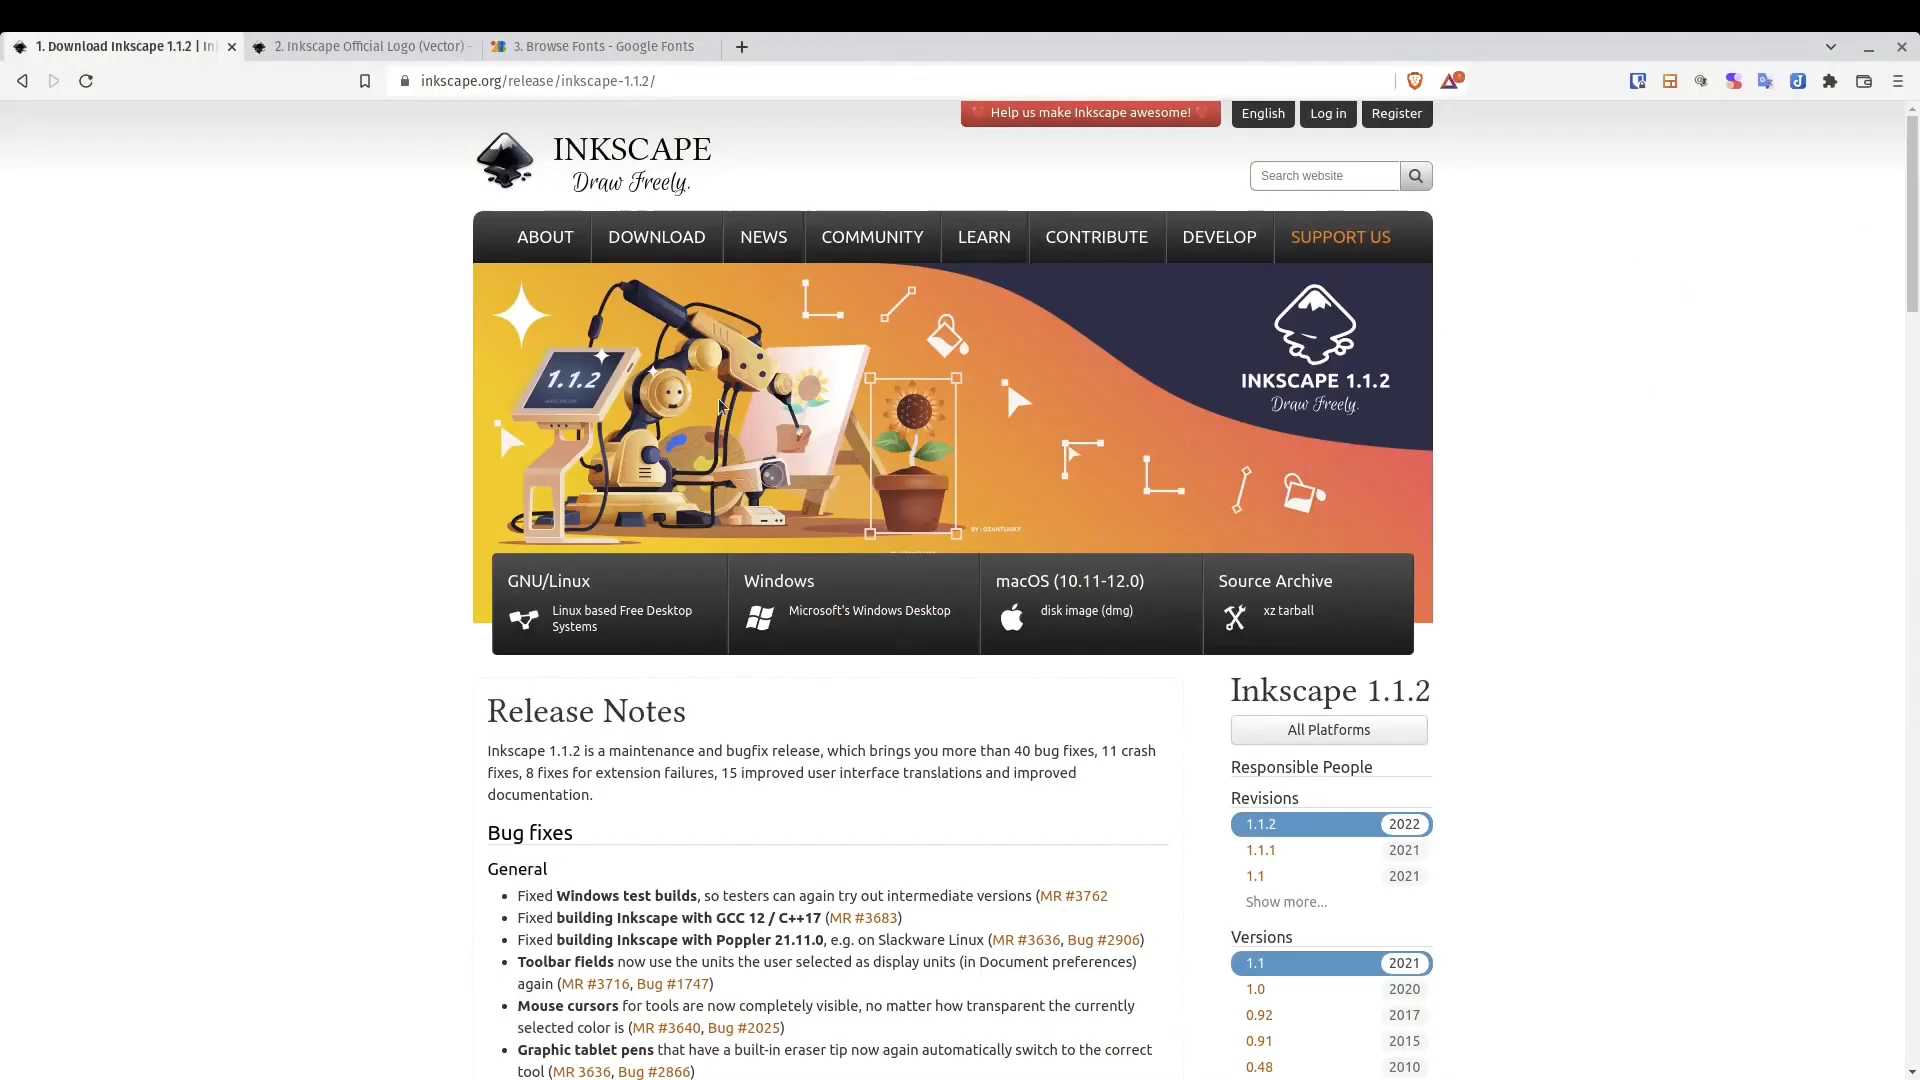 1. Download Inkscape 1.1.2 | In
2. Inkscape Official Logo (Vector) -
3. Browse Fonts - Google Fonts
inkscape.org/release/inkscape-1.1.2/
Help us make Inkscape awesome!
English
Log in
Register
INKSCAPE
Draw Freely.
Search website
ABOUT
DOWNLOAD
NEWS
COMMUNITY
LEARN
CONTRIBUTE
DEVELOP
SUPPORT US
1.1.2
INKSCAPE 1.1.2
Draw Freely.
GNU/Linux
Linux based Free Desktop
Systems
Windows
Microsoft's Windows Desktop
macOS (10.11-12.0)
disk image (dmg)
Source Archive
xz tarball
Release Notes
Inkscape 1.1.2 is a maintenance and bugfix release, which brings you more than 40 bug fixes, 11 crash
fixes, 8 fixes for extension failures, 15 improved user interface translations and improved
documentation.
Bug fixes
General
• Fixed Windows test builds, so testers can again try out intermediate versions (MR #3762
• Fixed building Inkscape with GCC 12 / C++17 (MR #3683)
• Fixed building Inkscape with Poppler 21.11.0, e.g. on Slackware Linux (MR #3636, Bug #2906)
• Toolbar fields now use the units the user selected as display units (in Document preferences)
again (MR #3716, Bug #1747)
• Mouse cursors for tools are now completely visible, no matter how transparent the currently
selected color is (MR #3640, Bug #2025)
• Graphic tablet pens that have a built-in eraser tip now again automatically switch to the correct
tool (MR 3636, Bug #2866)
Inkscape 1.1.2
All Platforms
Responsible People
Revisions
1.1.2 2022
1.1.1 2021
1.1 2021
Show more...
Versions
1.1 2021
1.0 2020
0.92 2017
0.91 2015
0.48 2010